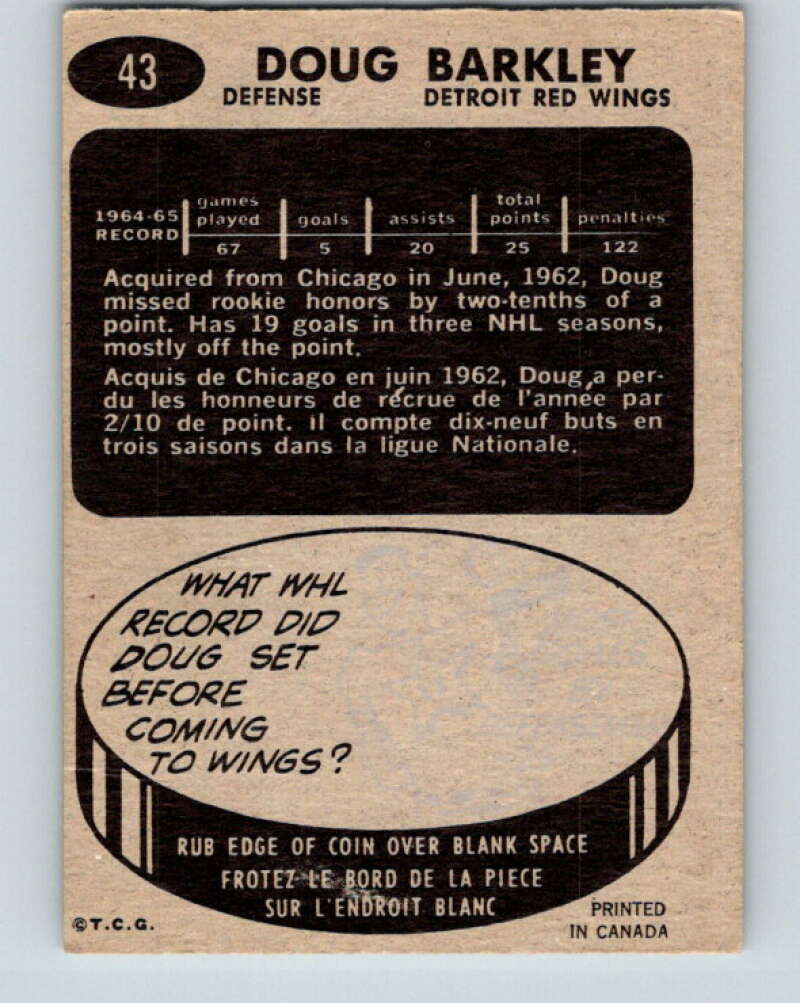 43
DOUG BARKLEY
DEFENSE DETROIT RED WINGS
1964-65 RECORD
games played goals assists total points penalties
67 5 20 25 122
Acquired from Chicago in June, 1962, Doug
missed rookie honors by two-tenths of a
point. Has 19 goals in three NHL seasons,
mostly off the point.
Acquis de Chicago en juin 1962, Doug a per-
du les honneurs de récrue de l'année par
2/10 de point. il compte dix-neuf buts en
trois saisons dans la ligue Nationale.
WHAT WHL
RECORD DID
DOUG SET
BEFORE
COMING
TO WINGS?
RUB EDGE OF COIN OVER BLANK SPACE
FROTEZ LE BORD DE LA PIECE
SUR L'ENDROIT BLANC
©T.C.G.
PRINTED
IN CANADA